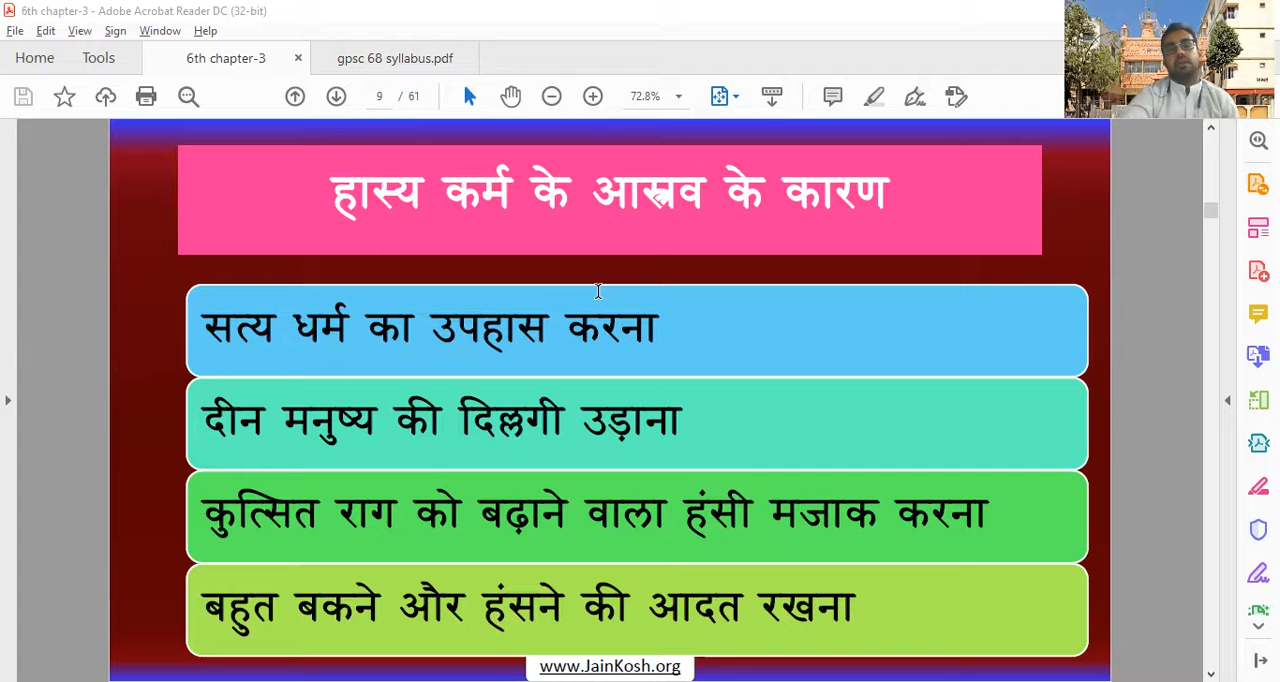 6th chapter-3 - Adobe Acrobat Reader DC (32-bit)
File Edit View Sign Window Help
Home Tools 6th chapter-3 × gpsc 68 syllabus.pdf
9 / 61 72.8%
हास्य कर्म के आस्त्रव के कारण
सत्य धर्म का उपहास करना
दीन मनुष्य की दिल्लगी उड़ाना
कुत्सित राग को बढ़ाने वाला हंसी मजाक करना
बहुत बकने और हंसने की आदत रखना
www.JainKosh.org